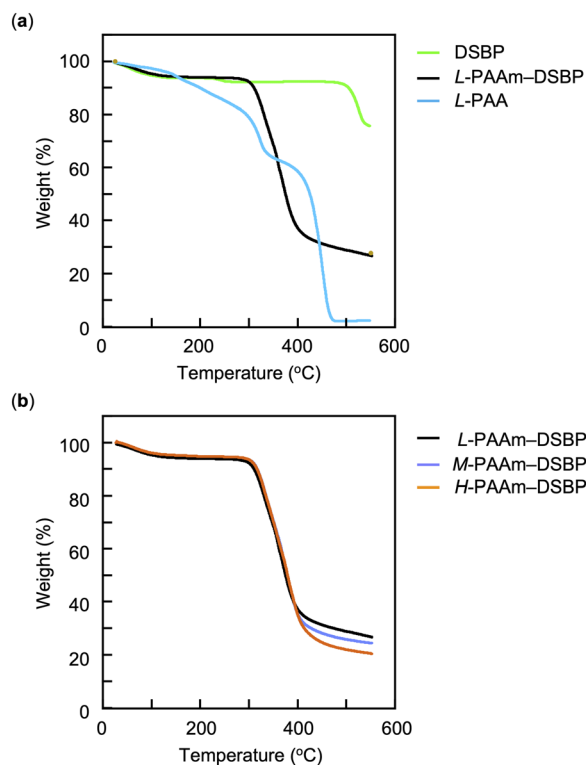 (a)
100
80
60
40
20
0
Weight (%)
0
200
400
600
Temperature (°C)
DSBP
L-PAAm–DSBP
L-PAA
(b)
100
80
60
40
20
0
Weight (%)
0
200
400
600
Temperature (°C)
L-PAAm–DSBP
M-PAAm–DSBP
H-PAAm–DSBP